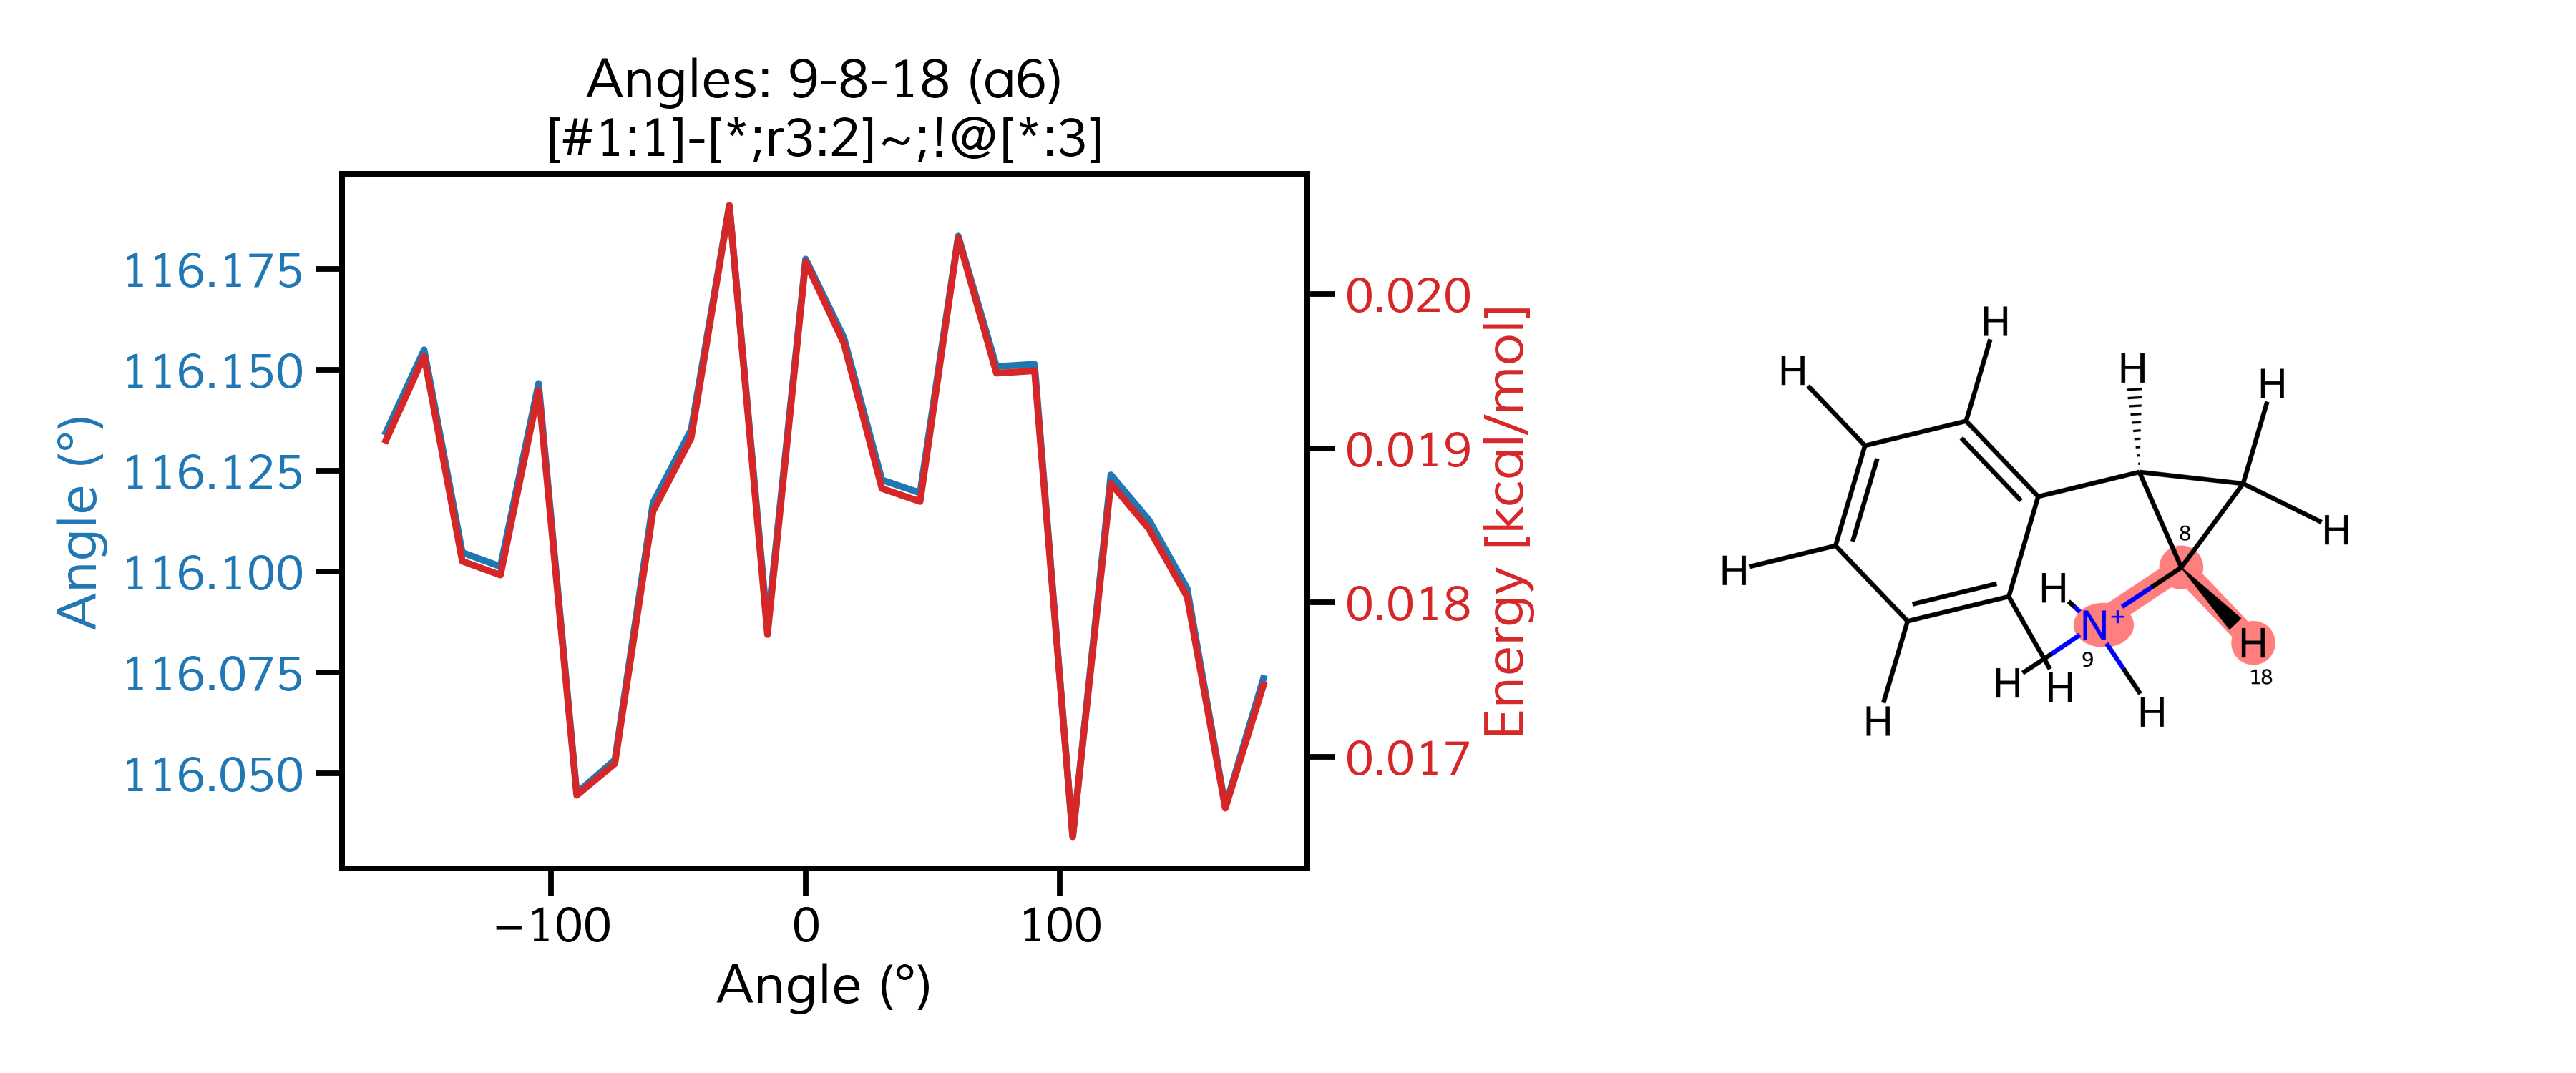 Angles: 9-8-18 (a6)
[#1:1]-[*;r3:2]~;!@[*:3]
Angle (°)
116.175
116.150
116.125
116.100
116.075
116.050
−100
0
100
Angle (°)
0.020
0.019
0.018
0.017
Energy [kcal/mol]
H
H
H
H
H
H
8
H
N+
9
H
18
H
H
H
H